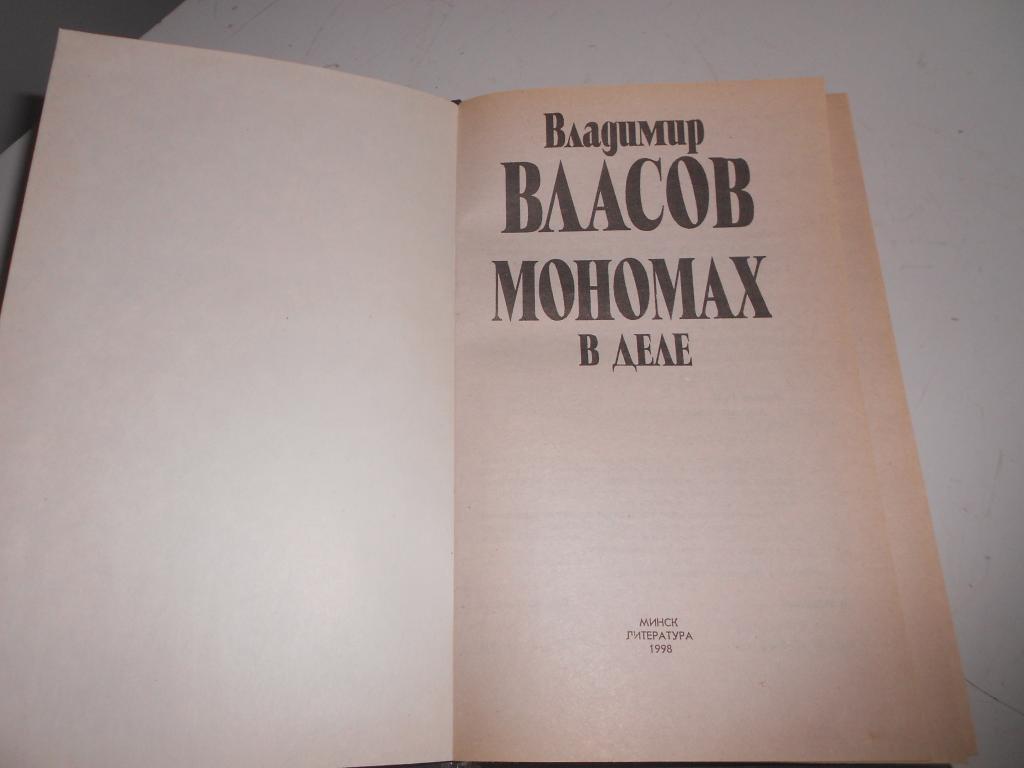 Владимир
ВЛАСОВ
МОНОМАХ
В ДЕЛЕ
МИНСК
ЛИТЕРАТУРА
1998